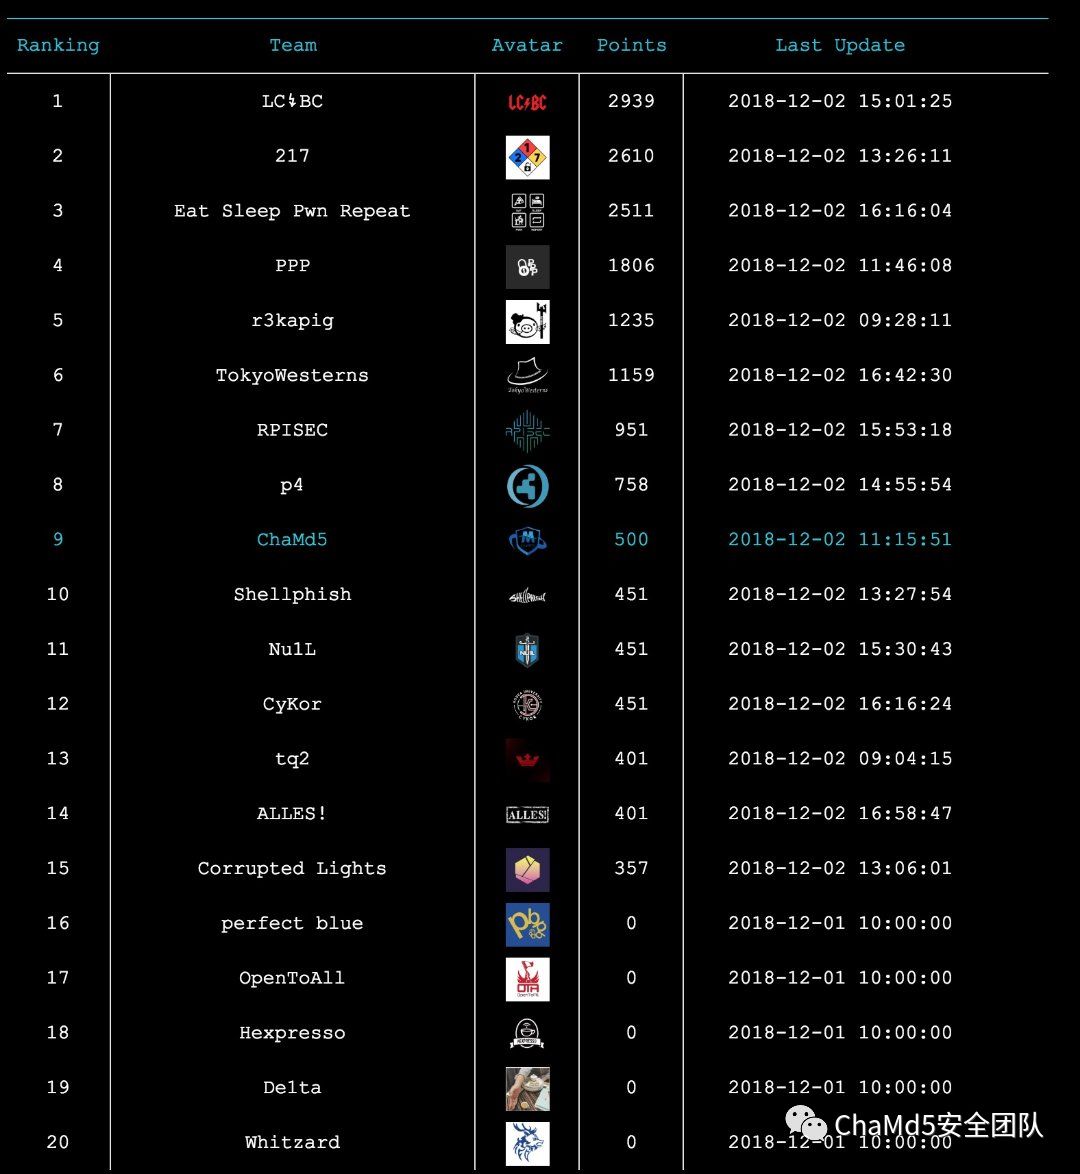 Ranking Team Avatar Points Last Update
1 LC⚡BC LC⚡BC 2939 2018-12-02 15:01:25
2 217 2 1 7 2610 2018-12-02 13:26:11
3 Eat Sleep Pwn Repeat 2511 2018-12-02 16:16:04
4 PPP 1806 2018-12-02 11:46:08
5 r3kapig 1235 2018-12-02 09:28:11
6 TokyoWesterns TokyoWesterns 1159 2018-12-02 16:42:30
7 RPISEC RPISEC 951 2018-12-02 15:53:18
8 p4 4 758 2018-12-02 14:55:54
9 ChaMd5 M 500 2018-12-02 11:15:51
10 Shellphish SHELLPHISH 451 2018-12-02 13:27:54
11 Nu1L NU1L 451 2018-12-02 15:30:43
12 CyKor CYKOR 451 2018-12-02 16:16:24
13 tq2 401 2018-12-02 09:04:15
14 ALLES! ALLES! 401 2018-12-02 16:58:47
15 Corrupted Lights 357 2018-12-02 13:06:01
16 perfect blue 0 2018-12-01 10:00:00
17 OpenToAll OTA OpenToAll 0 2018-12-01 10:00:00
18 Hexpresso HEXPRESSO 0 2018-12-01 10:00:00
19 De1ta 0 2018-12-01 10:00:00
20 Whitzard 0 2018-12-01 10:00:00
ChaMd5安全团队